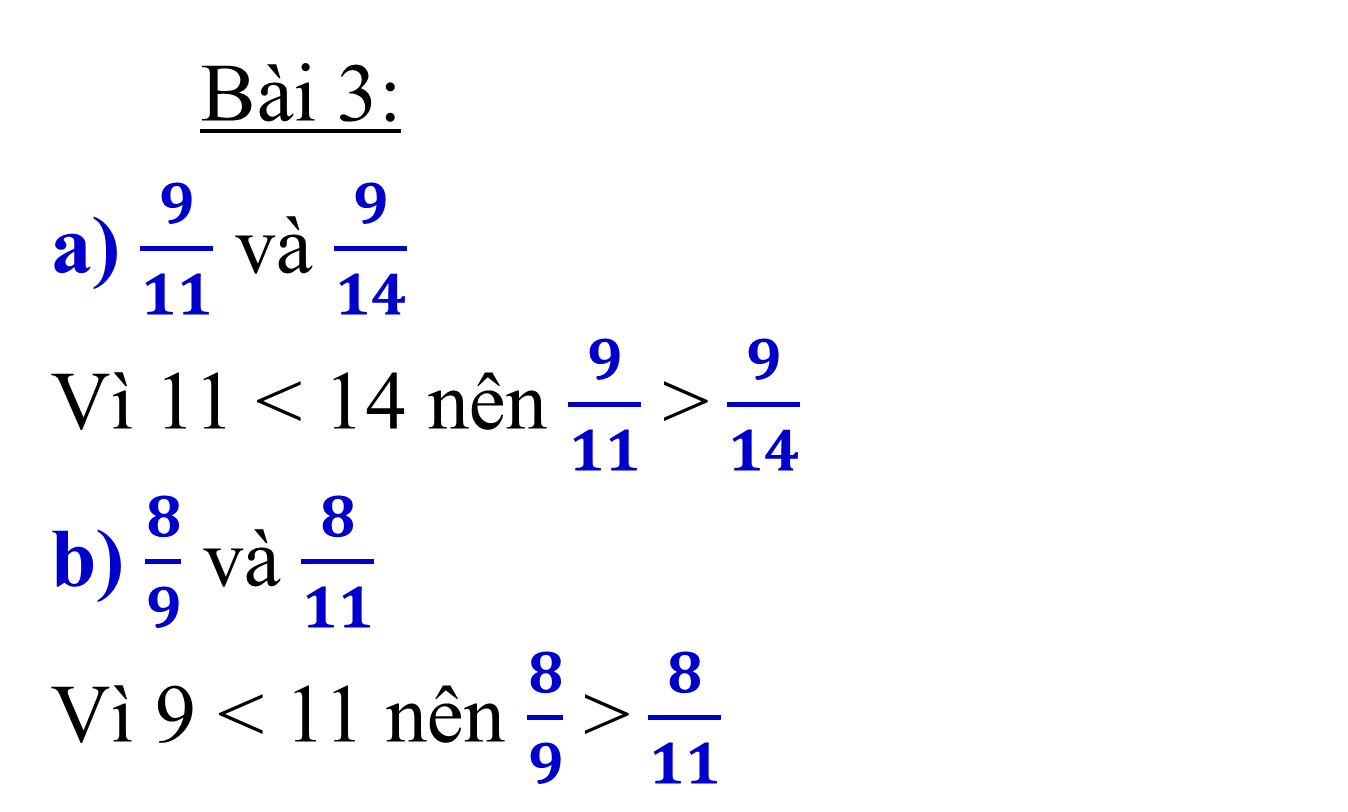 Bài 3:
a) 9/11 và 9/14
Vì 11 < 14 nên 9/11 > 9/14
b) 8/9 và 8/11
Vì 9 < 11 nên 8/9 > 8/11